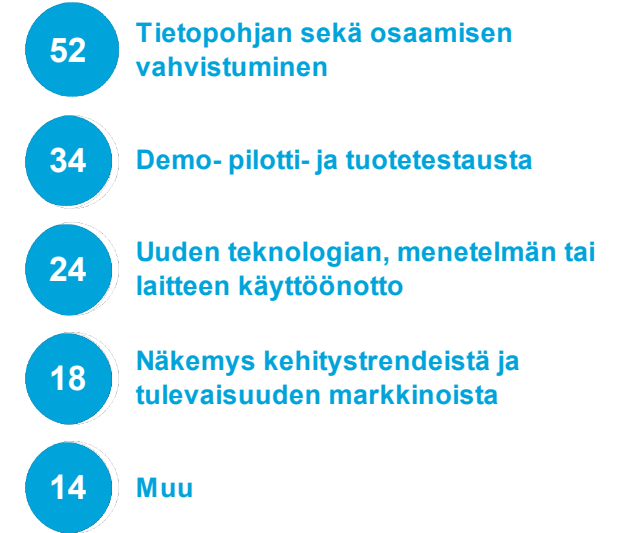 52
Tietopohjan sekä osaamisen
vahvistuminen
34
Demo- pilotti- ja tuotetestausta
24
Uuden teknologian, menetelmän tai
laitteen käyttöönotto
18
Näkemys kehitystrendeistä ja
tulevaisuuden markkinoista
14
Muu